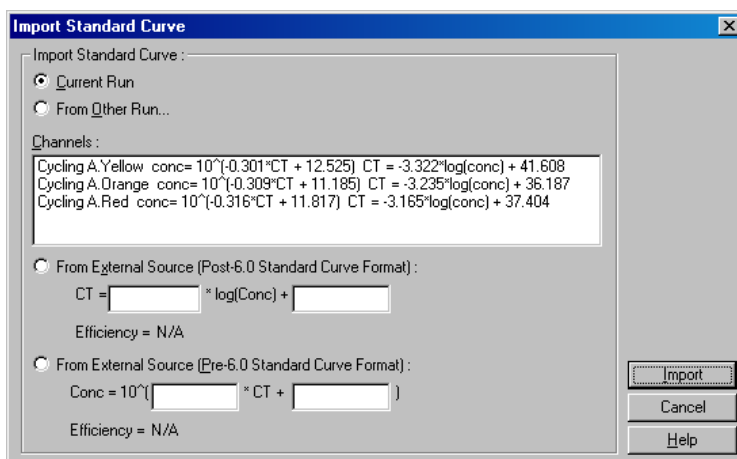 Import Standard Curve
Import Standard Curve :
Current Run
From Other Run...
Channels :
Cycling A.Yellow conc= 10^(-0.301*CT + 12.525) CT = -3.322*log(conc) + 41.608
Cycling A.Orange conc= 10^(-0.309*CT + 11.185) CT = -3.235*log(conc) + 36.187
Cycling A.Red conc= 10^(-0.316*CT + 11.817) CT = -3.165*log(conc) + 37.404
From External Source (Post-6.0 Standard Curve Format) :
CT = * log(Conc) +
Efficiency = N/A
From External Source (Pre-6.0 Standard Curve Format) :
Conc = 10^( * CT + )
Efficiency = N/A
Import
Cancel
Help